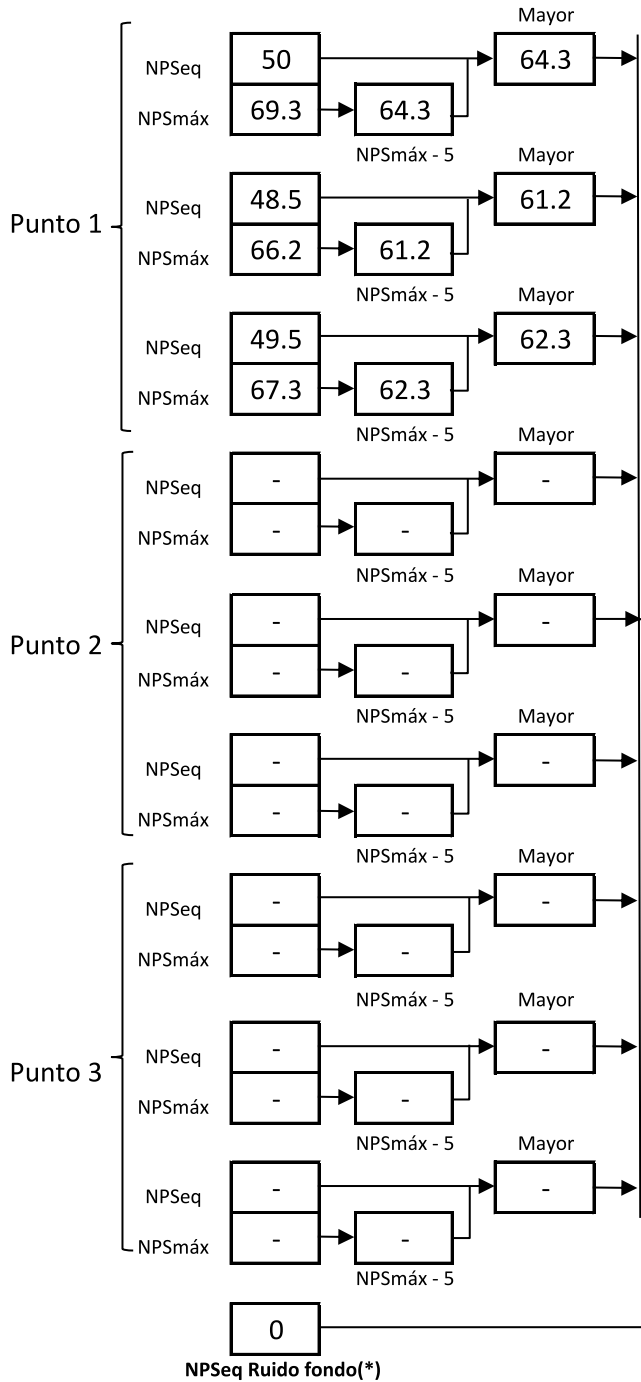 Mayor
NPSeq 50 64.3
NPSmáx 69.3 64.3
NPSmáx - 5 Mayor
Punto 1
NPSeq 48.5 61.2
NPSmáx 66.2 61.2
NPSmáx - 5 Mayor
NPSeq 49.5 62.3
NPSmáx 67.3 62.3
NPSmáx - 5 Mayor
NPSeq - -
NPSmáx - -
NPSmáx - 5 Mayor
Punto 2
NPSeq - -
NPSmáx - -
NPSmáx - 5 Mayor
NPSeq - -
NPSmáx - -
NPSmáx - 5 Mayor
NPSeq - -
NPSmáx - -
NPSmáx - 5 Mayor
Punto 3
NPSeq - -
NPSmáx - -
NPSmáx - 5 Mayor
NPSeq - -
NPSmáx - -
NPSmáx - 5
0
NPSeq Ruido fondo(*)